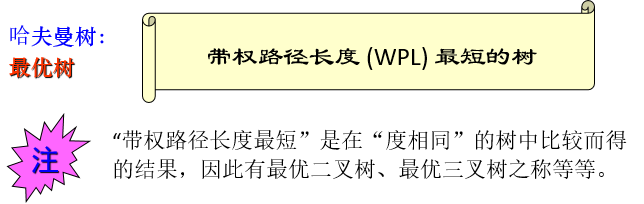 哈夫曼树：
最优树
带权路径长度 (WPL) 最短的树
注
“带权路径长度最短”是在“度相同”的树中比较而得
的结果，因此有最优二叉树、最优三叉树之称等等。